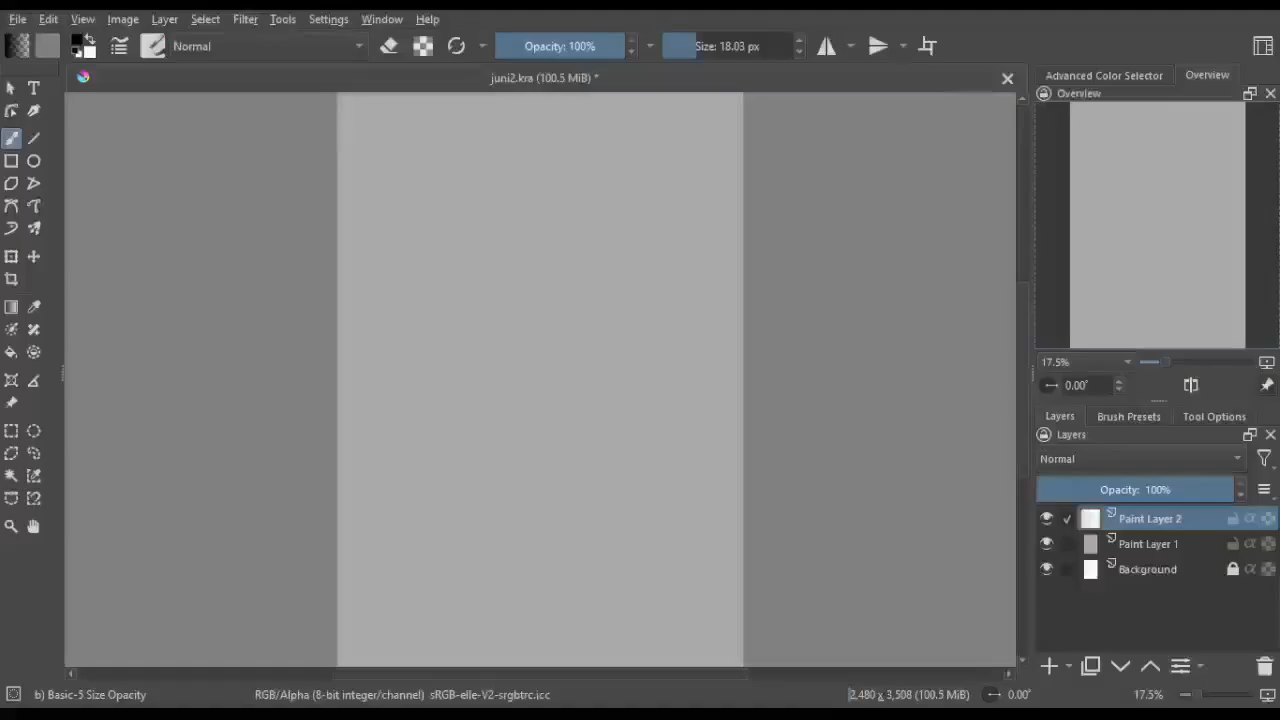 File Edit View Image Layer Select Filter Tools Settings Window Help
Normal Opacity: 100% Size: 18.03 px
juni2.kra (100.5 MiB) *
Advanced Color Selector Overview
Overview
17.5%
0.00°
Layers Brush Presets Tool Options
Layers
Normal
Opacity: 100%
Paint Layer 2
Paint Layer 1
Background
b) Basic-5 Size Opacity RGB/Alpha (8-bit integer/channel) sRGB-elle-V2-srgbtrc.icc 2,480 x 3,508 (100.5 MiB) 0.00° 17.5%